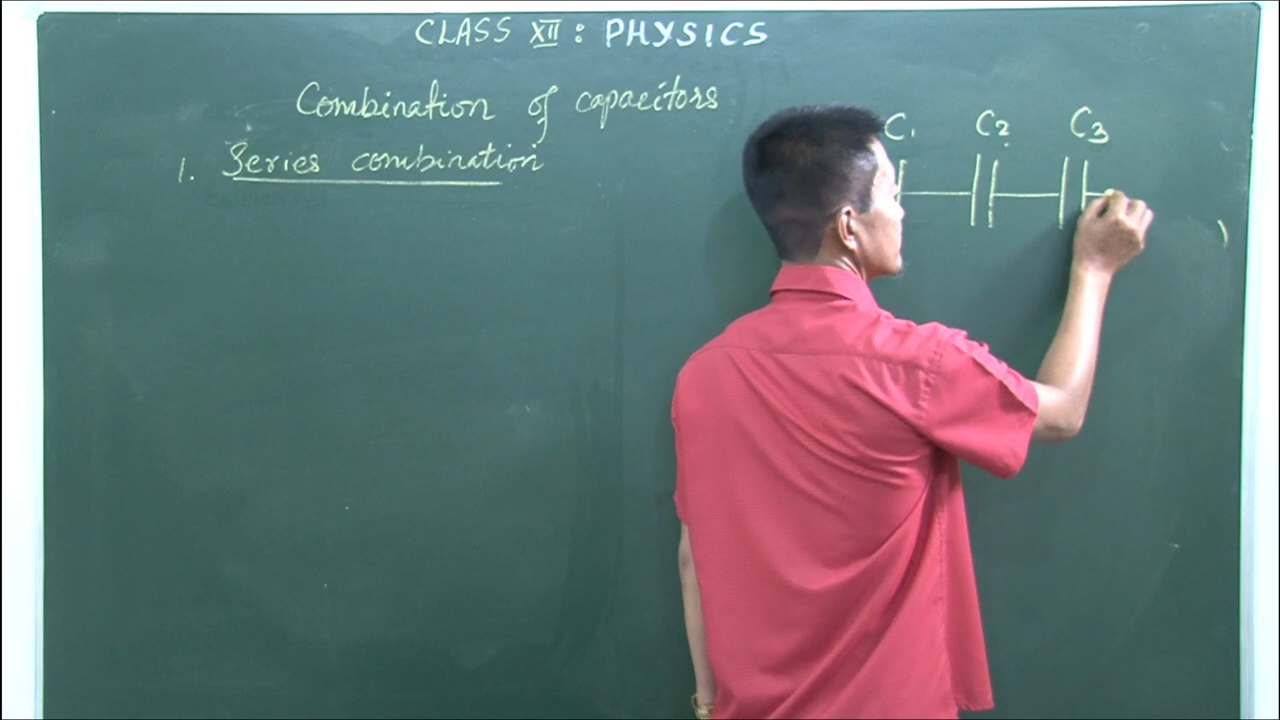 CLASS XII : PHYSICS
Combination of capacitors
1. Series combination
C1 C2 C3